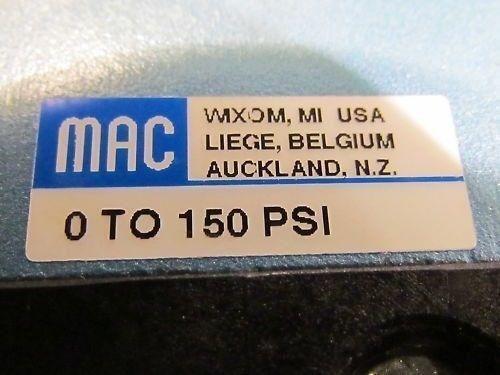 MAC
WIXOM, MI USA
LIEGE, BELGIUM
AUCKLAND, N.Z.
0 TO 150 PSI